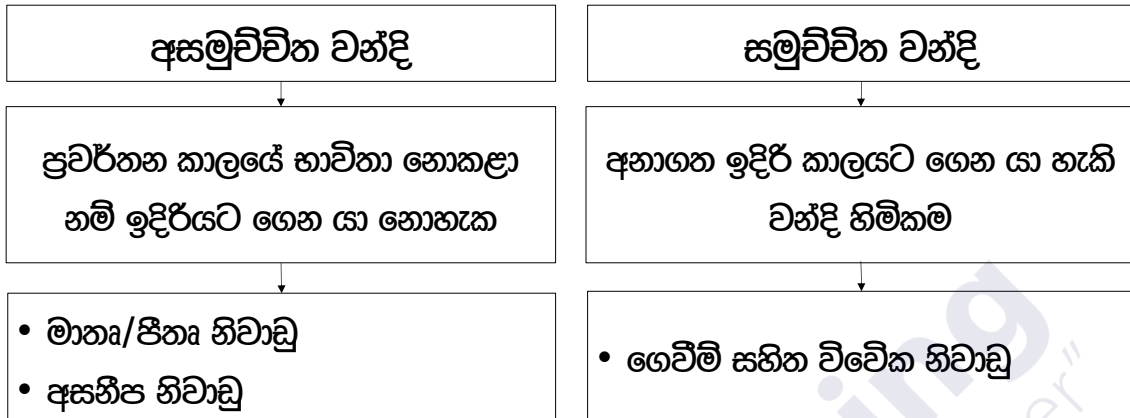 අසමුච්චිත වන්දි
ප්‍රවර්තන කාලයේ භාවිතා නොකළා
නම් ඉදිරියට ගෙන යා නොහැක
• මාතෘ/පීතෘ නිවාඩු
• අසනීප නිවාඩු
සමුච්චිත වන්දි
අනාගත ඉදිරි කාලයට ගෙන යා හැකි
වන්දි හිමිකම
• ගෙවීම් සහිත විවේක නිවාඩු